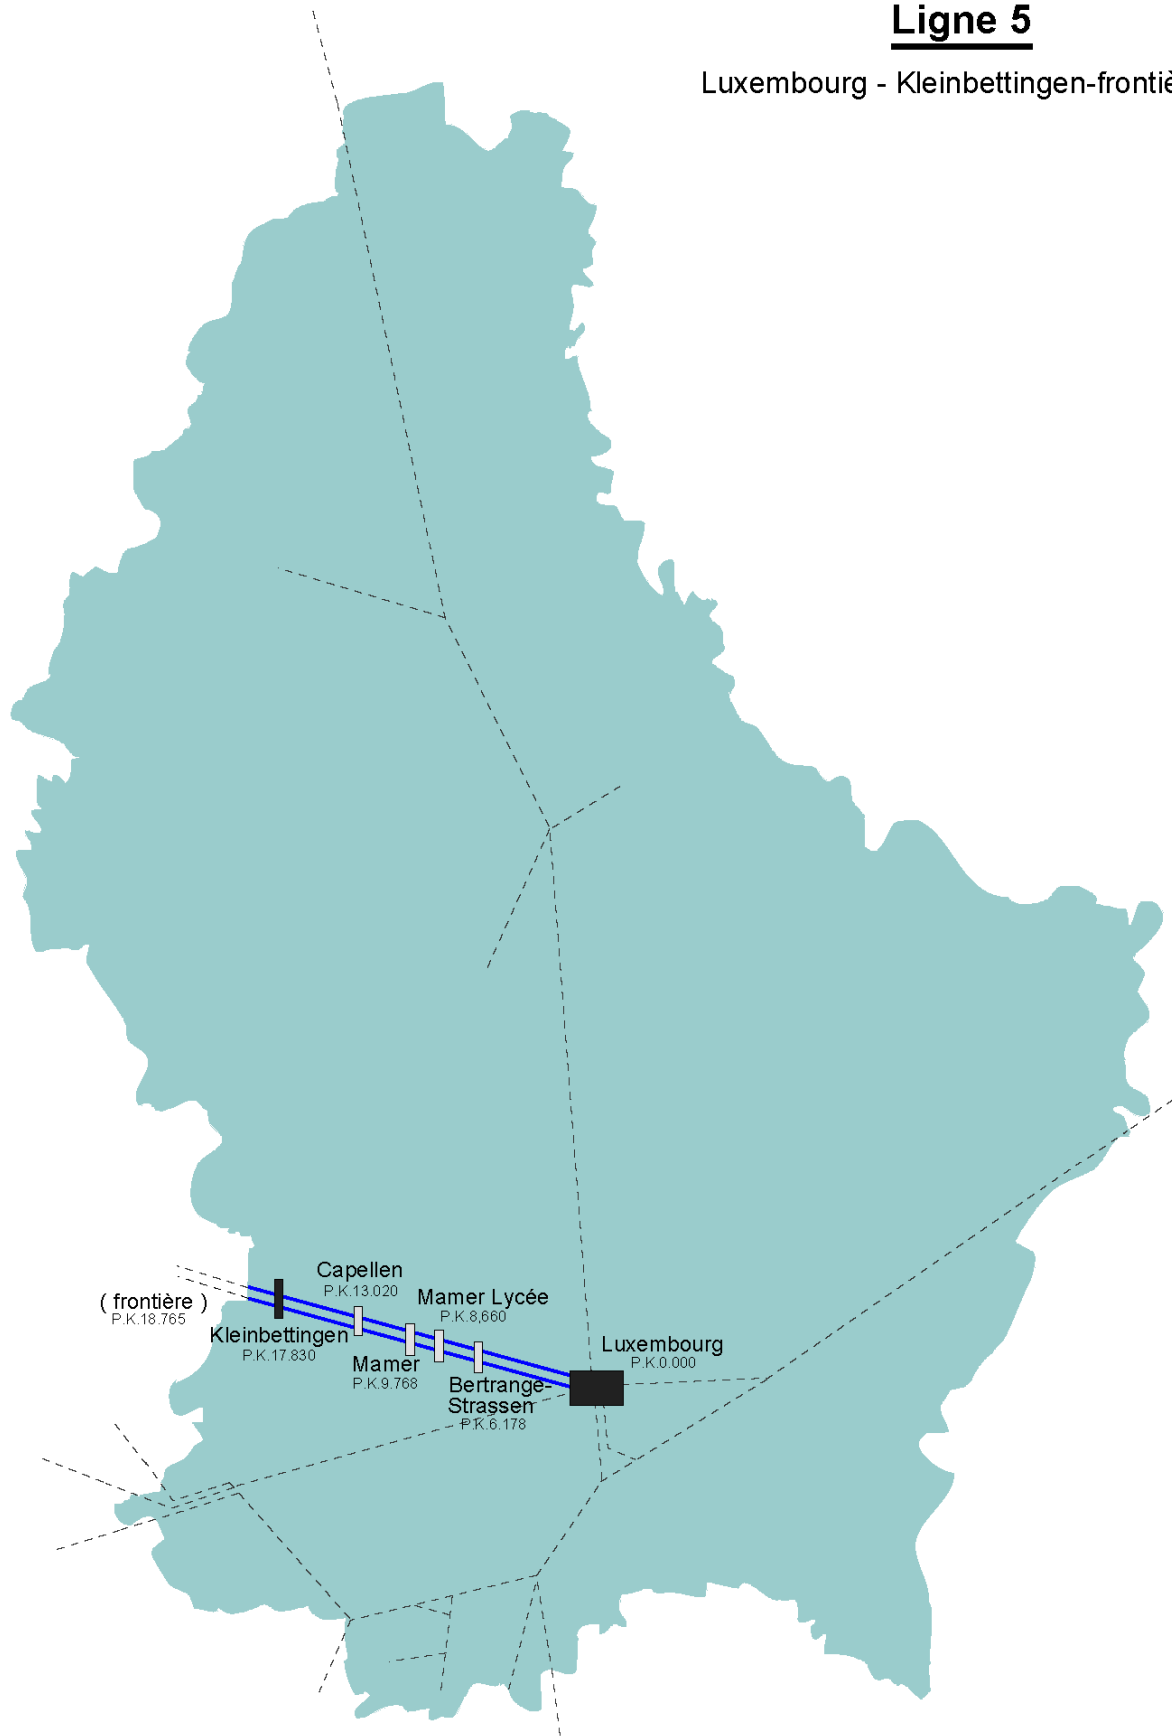 Ligne 5
Luxembourg - Kleinbettingen-frontiè
Capellen
P.K.13.020
( frontière )
P.K.18.765
Mamer Lycée
P.K.8,660
Kleinbettingen
P.K.17.830
Luxembourg
P.K.0.000
Mamer
P.K.9.768
Bertrange-
Strassen
P.K.6.178